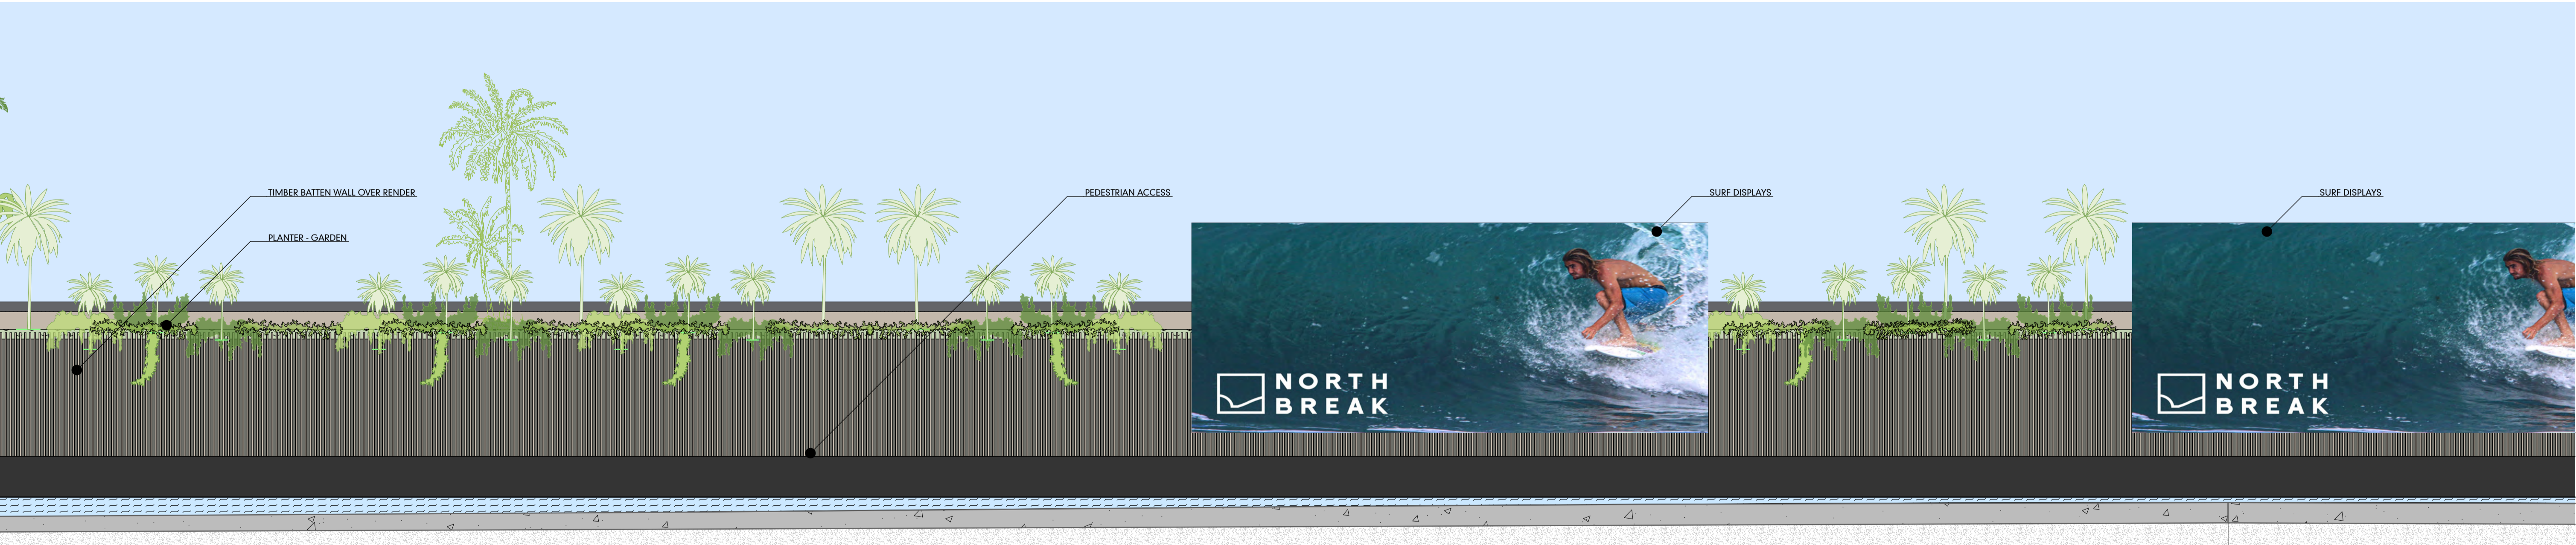 TIMBER BATTEN WALL OVER RENDER
PLANTER - GARDEN
PEDESTRIAN ACCESS
SURF DISPLAYS
SURF DISPLAYS
NORTH
BREAK
NORTH
BREAK